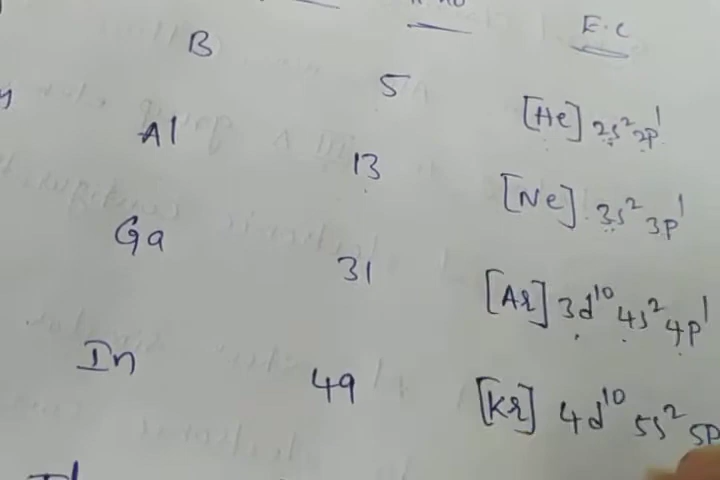 E.C
B 5 [He] 2s² 2p¹
Al 13 [Ne] 3s² 3p¹
Ga 31 [Ar] 3d¹⁰ 4s² 4p¹
In 49 [Kr] 4d¹⁰ 5s² 5p